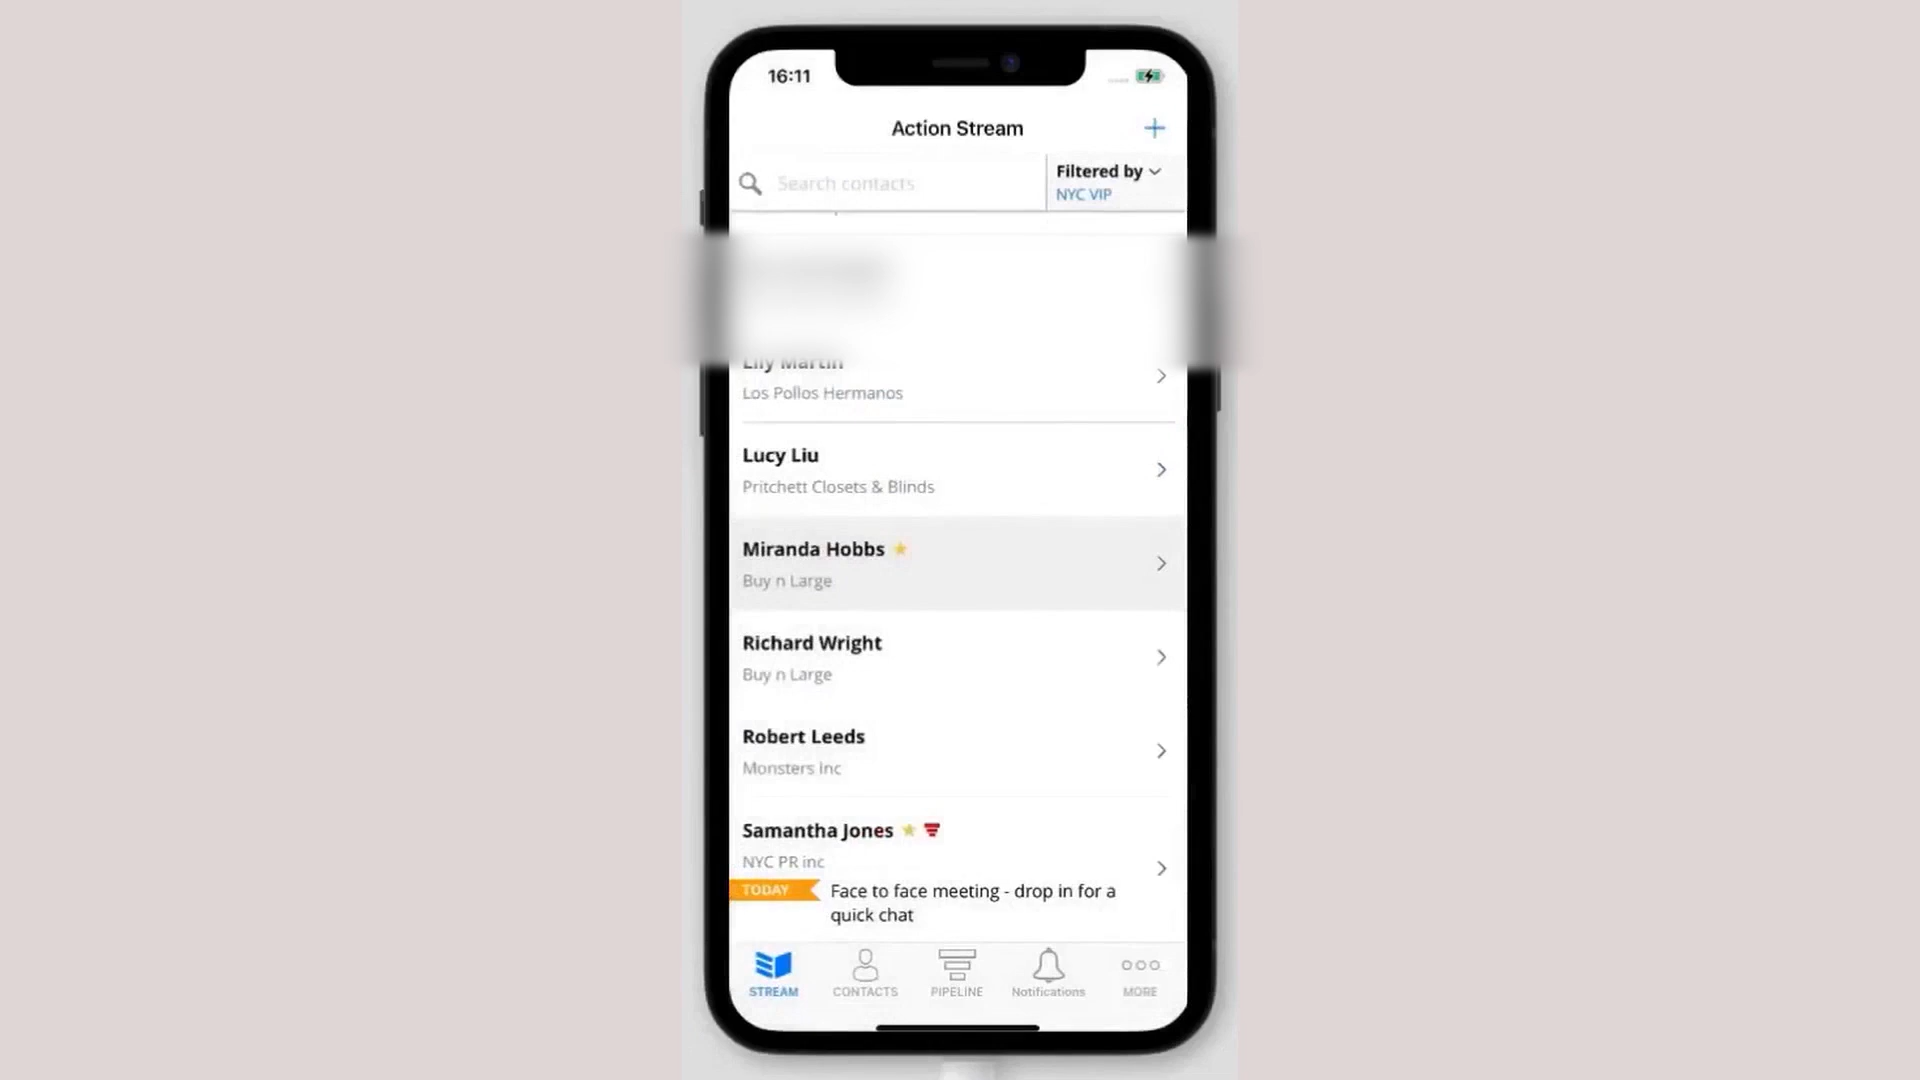 16:11
Action Stream
Search contacts
Filtered by
NYC VIP
Lily Martin
Los Pollos Hermanos
Lucy Liu
Pritchett Closets & Blinds
Miranda Hobbs
Buy n Large
Richard Wright
Buy n Large
Robert Leeds
Monsters Inc
Samantha Jones
NYC PR inc
TODAY
Face to face meeting - drop in for a
quick chat
STREAM
CONTACTS
PIPELINE
Notifications
MORE